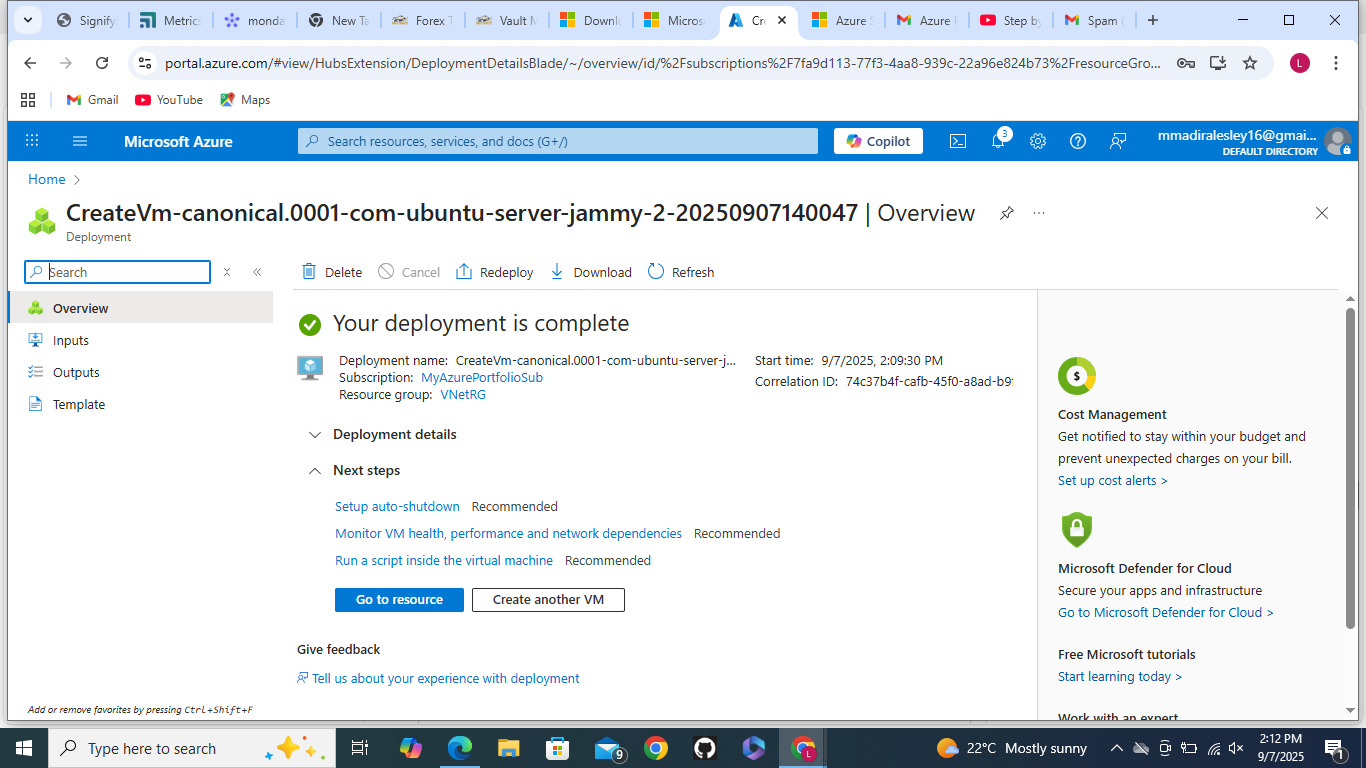 Signify
Metrics
monda
New Ta
Forex T
Vault M
Downlo
Microso
Cre
Azure S
Azure P
Step by
Spam (
portal.azure.com/#view/HubsExtension/DeploymentDetailsBlade/~/overview/id/%2Fsubscriptions%2F7fa9d113-77f3-4aa8-939c-22a96e824b73%2FresourceGro...
L
Gmail
YouTube
Maps
Microsoft Azure
Search resources, services, and docs (G+/)
Copilot
3
mmadiralesley16@gmai...
DEFAULT DIRECTORY
Home
CreateVm-canonical.0001-com-ubuntu-server-jammy-2-20250907140047 | Overview
Deployment
Search
Delete
Cancel
Redeploy
Download
Refresh
Overview
Inputs
Outputs
Template
Your deployment is complete
Deployment name: CreateVm-canonical.0001-com-ubuntu-server-j...
Subscription: MyAzurePortfolioSub
Resource group: VNetRG
Start time: 9/7/2025, 2:09:30 PM
Correlation ID: 74c37b4f-cafb-45f0-a8ad-b9
Deployment details
Next steps
Setup auto-shutdown Recommended
Monitor VM health, performance and network dependencies Recommended
Run a script inside the virtual machine Recommended
Go to resource
Create another VM
Give feedback
Tell us about your experience with deployment
$
Cost Management
Get notified to stay within your budget and
prevent unexpected charges on your bill.
Set up cost alerts >
Microsoft Defender for Cloud
Secure your apps and infrastructure
Go to Microsoft Defender for Cloud >
Free Microsoft tutorials
Start learning today >
Work with an expert
Add or remove favorites by pressing Ctrl+Shift+F
Type here to search
9
L
22°C Mostly sunny
2:12 PM
9/7/2025
1